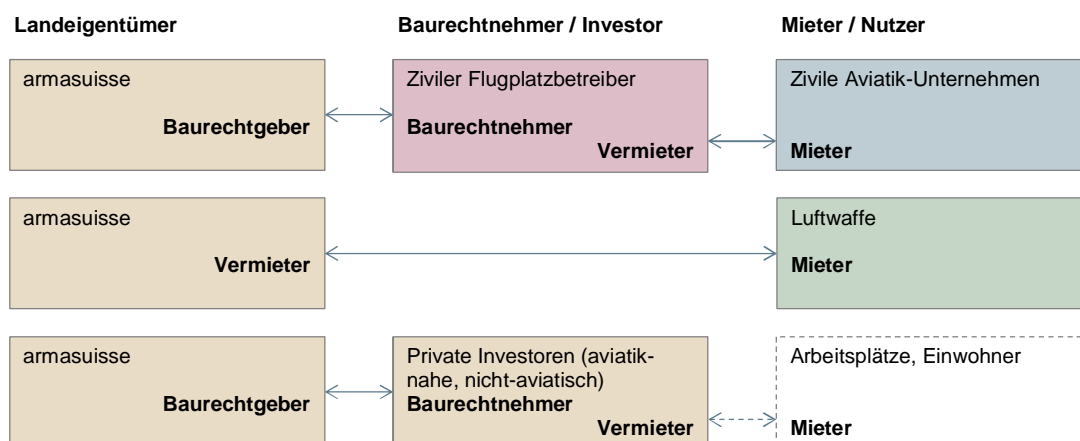 Landeigentümer
Baurechtnehmer / Investor
Mieter / Nutzer
armasuisse
Baurechtgeber
Ziviler Flugplatzbetreiber
Baurechtnehmer
Vermieter
Zivile Aviatik-Unternehmen
Mieter
armasuisse
Vermieter
Luftwaffe
Mieter
armasuisse
Baurechtgeber
Private Investoren (aviatik-
nahe, nicht-aviatisch)
Baurechtnehmer
Vermieter
Arbeitsplätze, Einwohner
Mieter